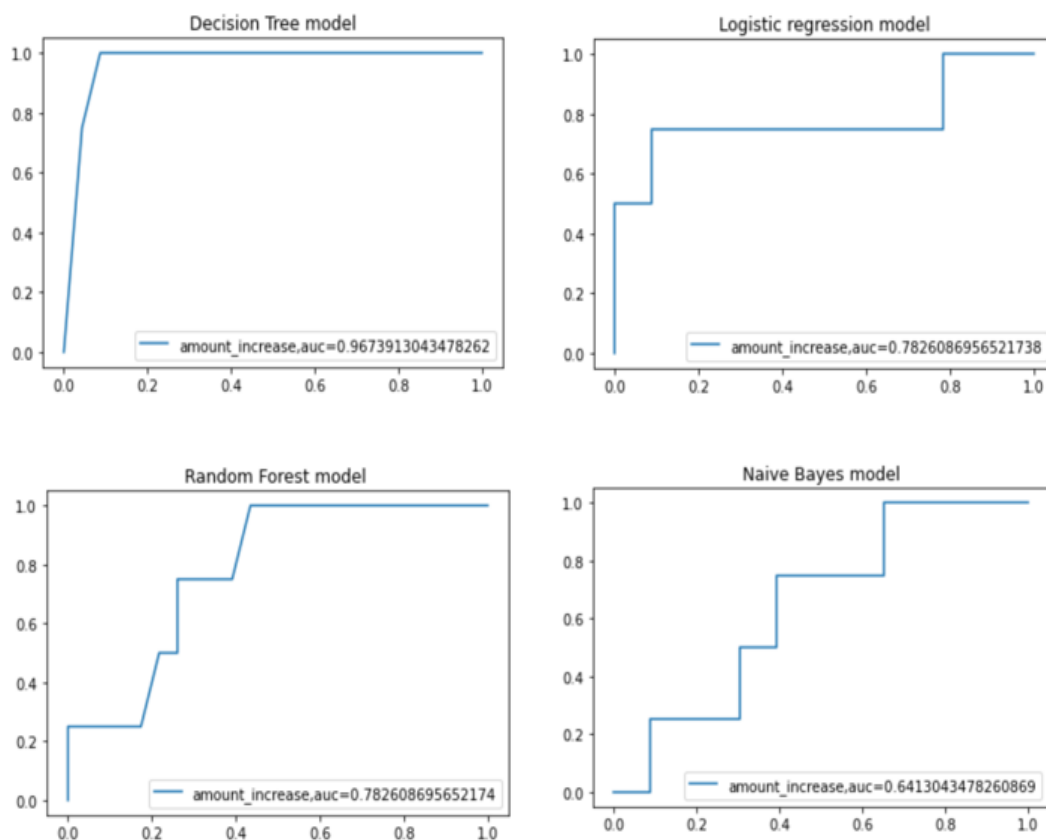 Decision Tree model
1.0
0.8
0.6
0.4
0.2
0.0
amount_increase,auc=0.9673913043478262
0.0 0.2 0.4 0.6 0.8 1.0
Logistic regression model
1.0
0.8
0.6
0.4
0.2
0.0
amount_increase,auc=0.7826086956521738
0.0 0.2 0.4 0.6 0.8 1.0
Random Forest model
1.0
0.8
0.6
0.4
0.2
0.0
amount_increase,auc=0.782608695652174
0.0 0.2 0.4 0.6 0.8 1.0
Naive Bayes model
1.0
0.8
0.6
0.4
0.2
0.0
amount_increase,auc=0.6413043478260869
0.0 0.2 0.4 0.6 0.8 1.0